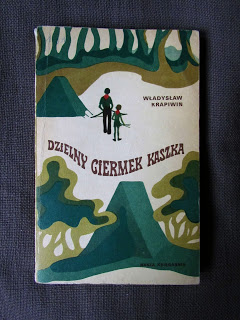 WŁADYSŁAW
KRAPIWIN
DZIELNY GIERMEK KASZKA